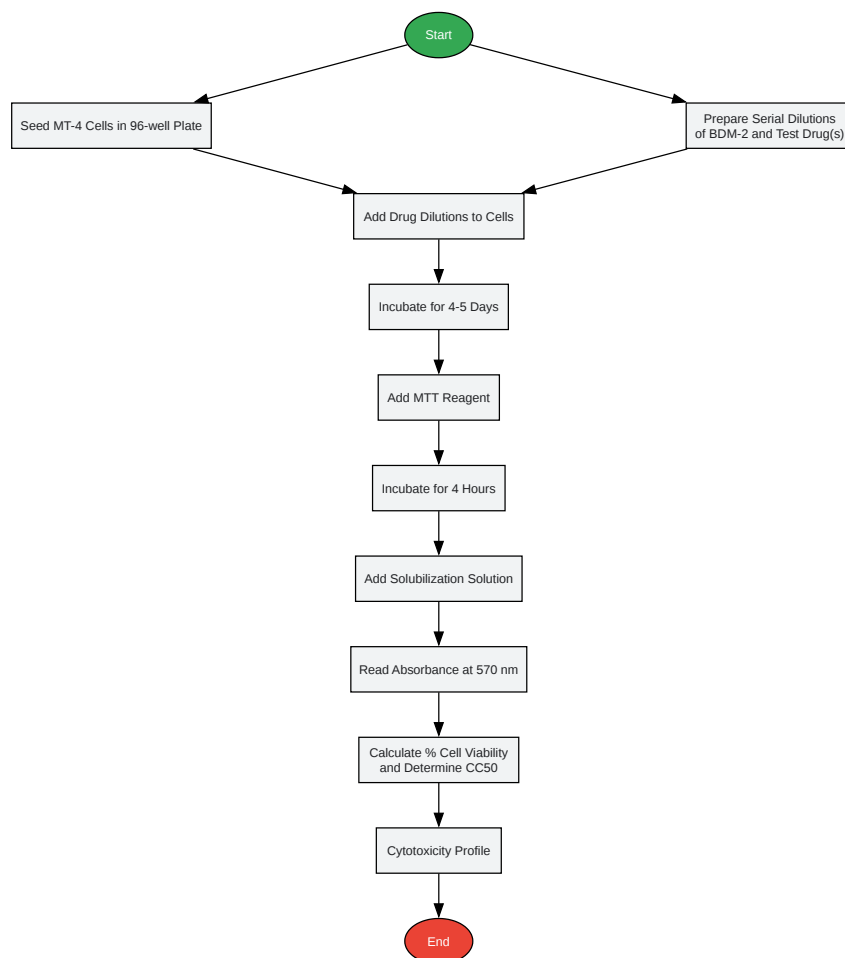 Start
Seed MT-4 Cells in 96-well Plate
Prepare Serial Dilutions
of BDM-2 and Test Drug(s)
Add Drug Dilutions to Cells
Incubate for 4-5 Days
Add MTT Reagent
Incubate for 4 Hours
Add Solubilization Solution
Read Absorbance at 570 nm
Calculate % Cell Viability
and Determine CC50
Cytotoxicity Profile
End